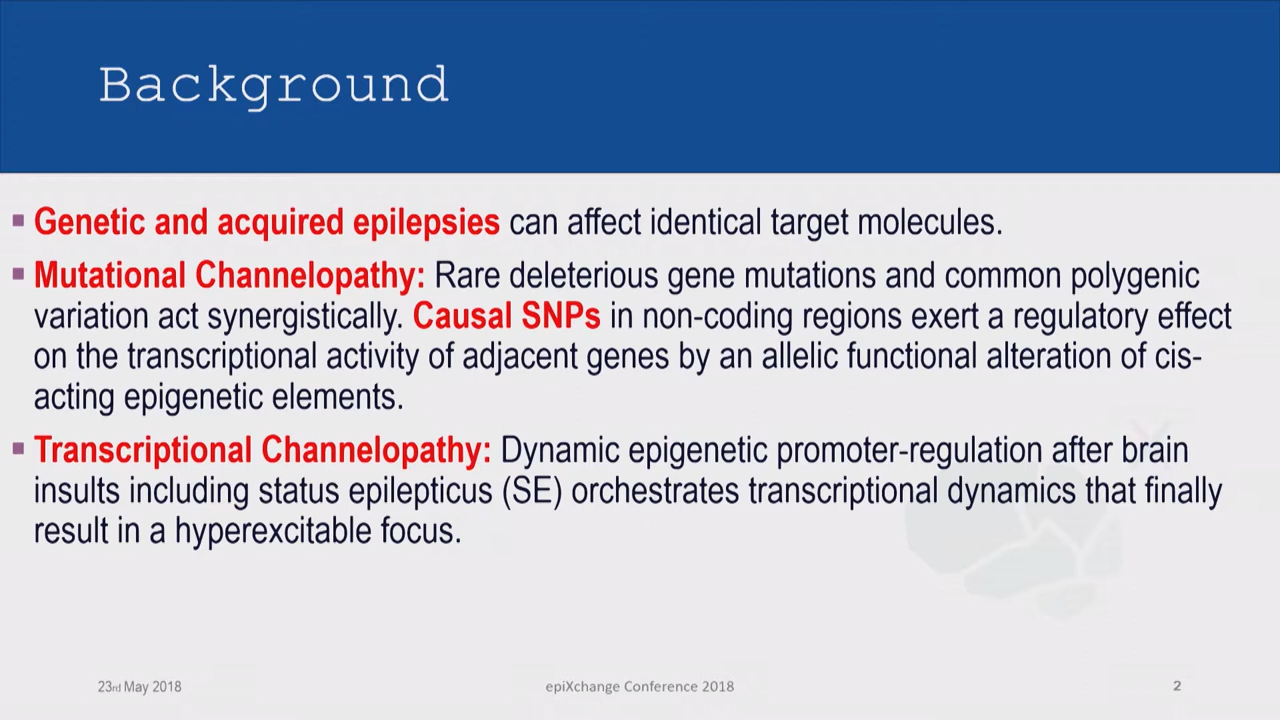 Background
Genetic and acquired epilepsies can affect identical target molecules.
Mutational Channelopathy: Rare deleterious gene mutations and common polygenic
variation act synergistically. Causal SNPs in non-coding regions exert a regulatory effect
on the transcriptional activity of adjacent genes by an allelic functional alteration of cis-
acting epigenetic elements.
Transcriptional Channelopathy: Dynamic epigenetic promoter-regulation after brain
insults including status epilepticus (SE) orchestrates transcriptional dynamics that finally
result in a hyperexcitable focus.
23rd May 2018 epiXchange Conference 2018 2